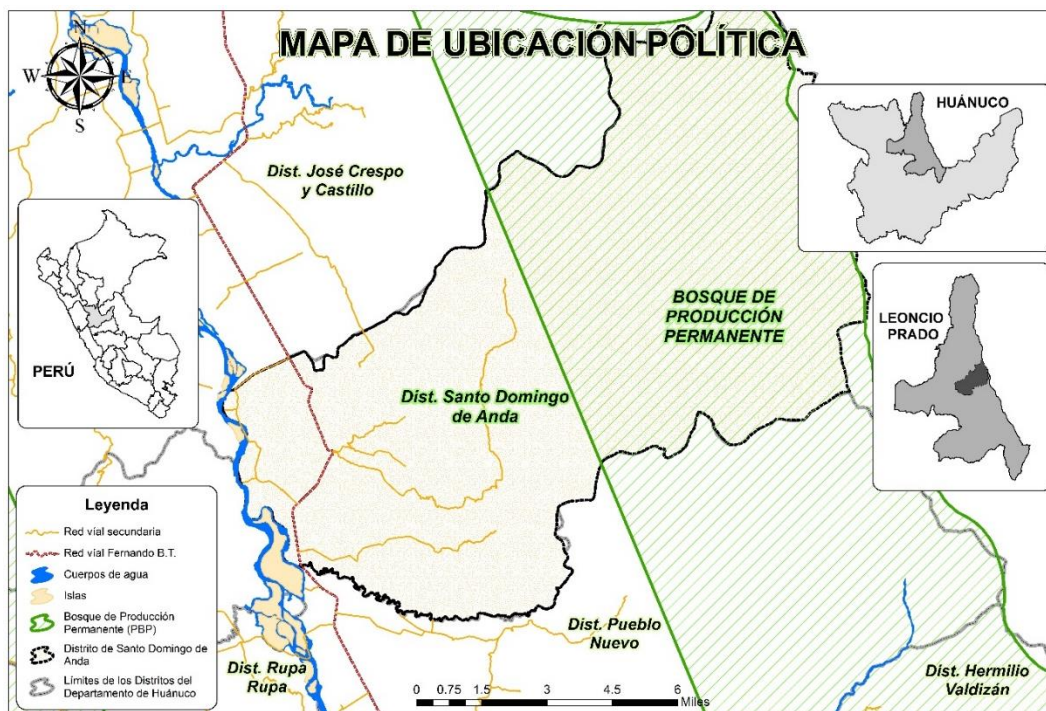 MAPA DE UBICACIÓN POLÍTICA
N
W
E
S
HUÁNUCO
Dist. José Crespo
y Castillo
PERÚ
BOSQUE DE
PRODUCCIÓN
PERMANENTE
LEONCIO
PRADO
Dist. Santo Domingo
de Anda
Leyenda
Red víal secundaria
Red víal Fernando B.T.
Cuerpos de agua
Islas
Bosque de Producción
Permanente (PBP)
Distrito de Santo Domingo de
Anda
Límites de los Distritos del
Departamento de Huánuco
Dist. Pueblo
Nuevo
Dist. Rupa
Rupa
Dist. Hermilio
Valdizán
0 0.75 1.5 3 4.5 6
Miles